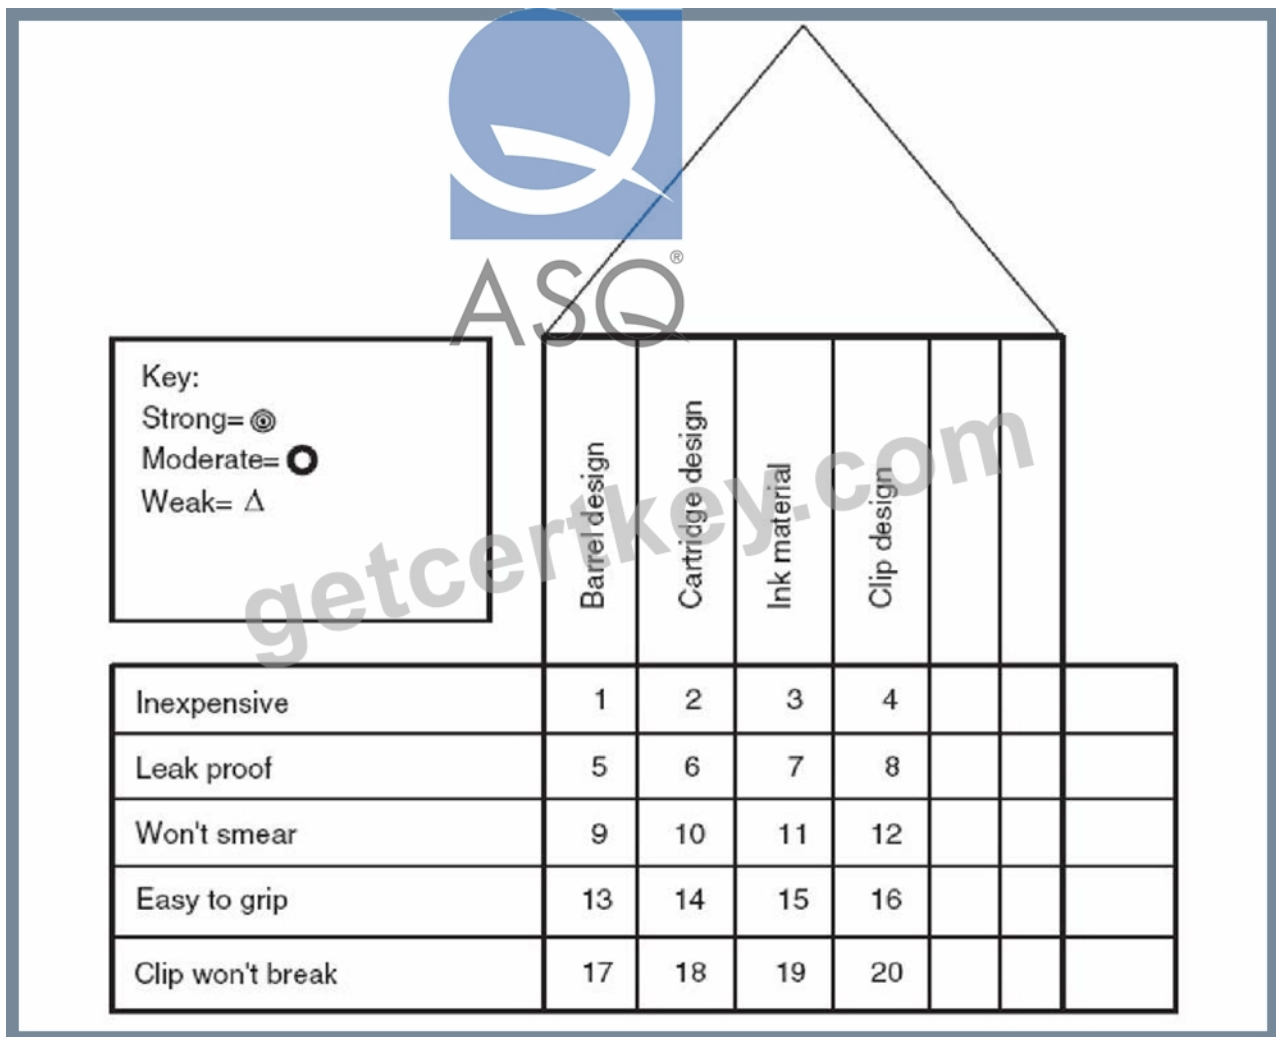 ASQ®
Key:
Strong=
Moderate=
Weak= Δ
Barrel design
Cartridge design
Ink material
Clip design
getcertkey.com
Inexpensive 1 2 3 4
Leak proof 5 6 7 8
Won't smear 9 10 11 12
Easy to grip 13 14 15 16
Clip won't break 17 18 19 20